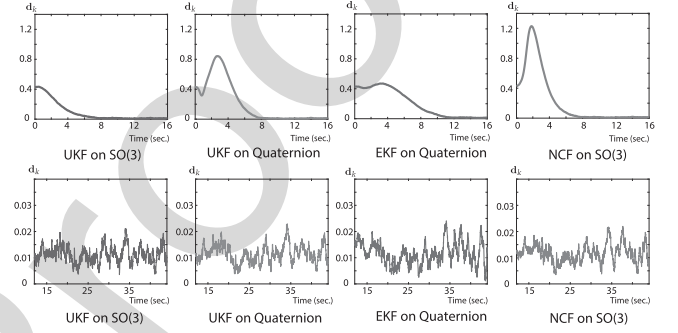 d_k d_k d_k d_k
1.2 1.2 1.2 1.2
0.8 0.8 0.8 0.8
0.4 0.4 0.4 0.4
0 0 0 0
0 4 8 12 16 0 4 8 12 16 0 4 8 12 16 0 4 8 12 16
Time (sec.) Time (sec.) Time (sec.) Time (sec.)
UKF on SO(3) UKF on Quaternion EKF on Quaternion NCF on SO(3)
d_k d_k d_k d_k
0.03 0.03 0.03 0.03
0.02 0.02 0.02 0.02
0.01 0.01 0.01 0.01
0 0 0 0
15 25 35 15 25 35 15 25 35 15 25 35
Time (sec.) Time (sec.) Time (sec.) Time (sec.)
UKF on SO(3) UKF on Quaternion EKF on Quaternion NCF on SO(3)